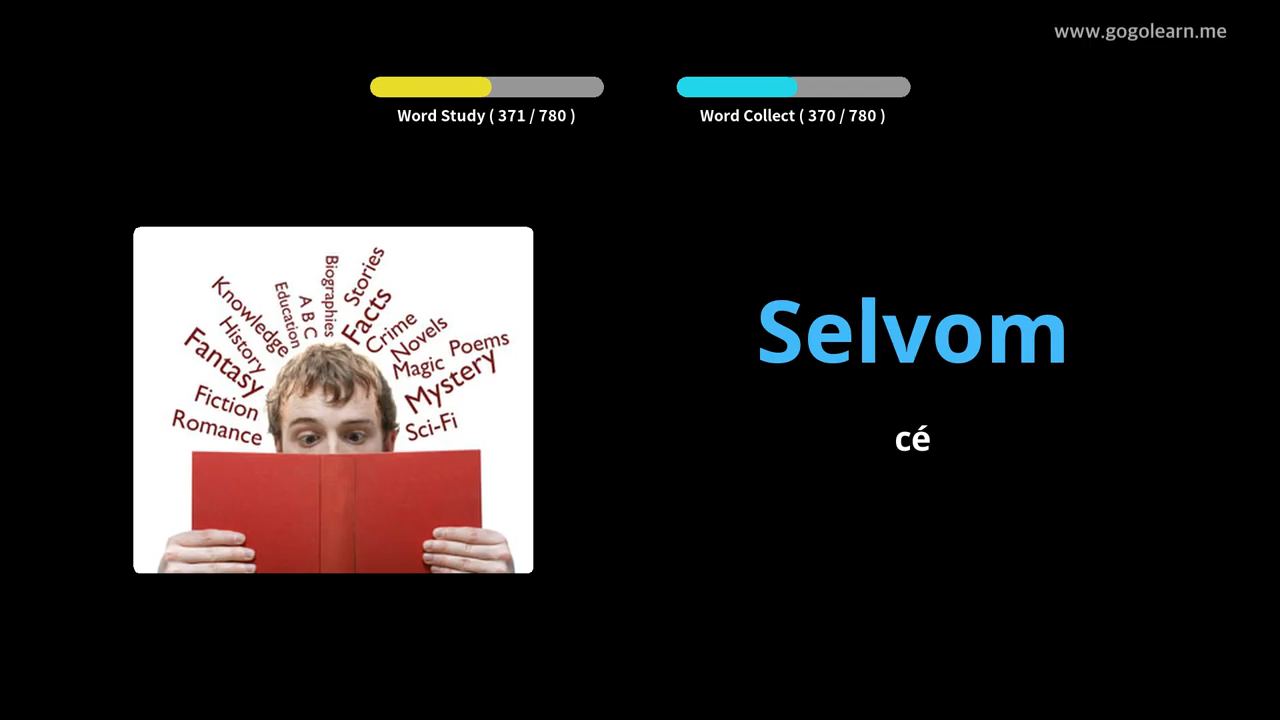 www.gogolearn.me
Word Study ( 371 / 780 )
Word Collect ( 370 / 780 )
Biographies
Stories
Education
A B C
Facts
Knowledge
History
Crime
Novels
Fantasy
Magic
Poems
Mystery
Fiction
Romance
Sci-Fi
Selvom
cé